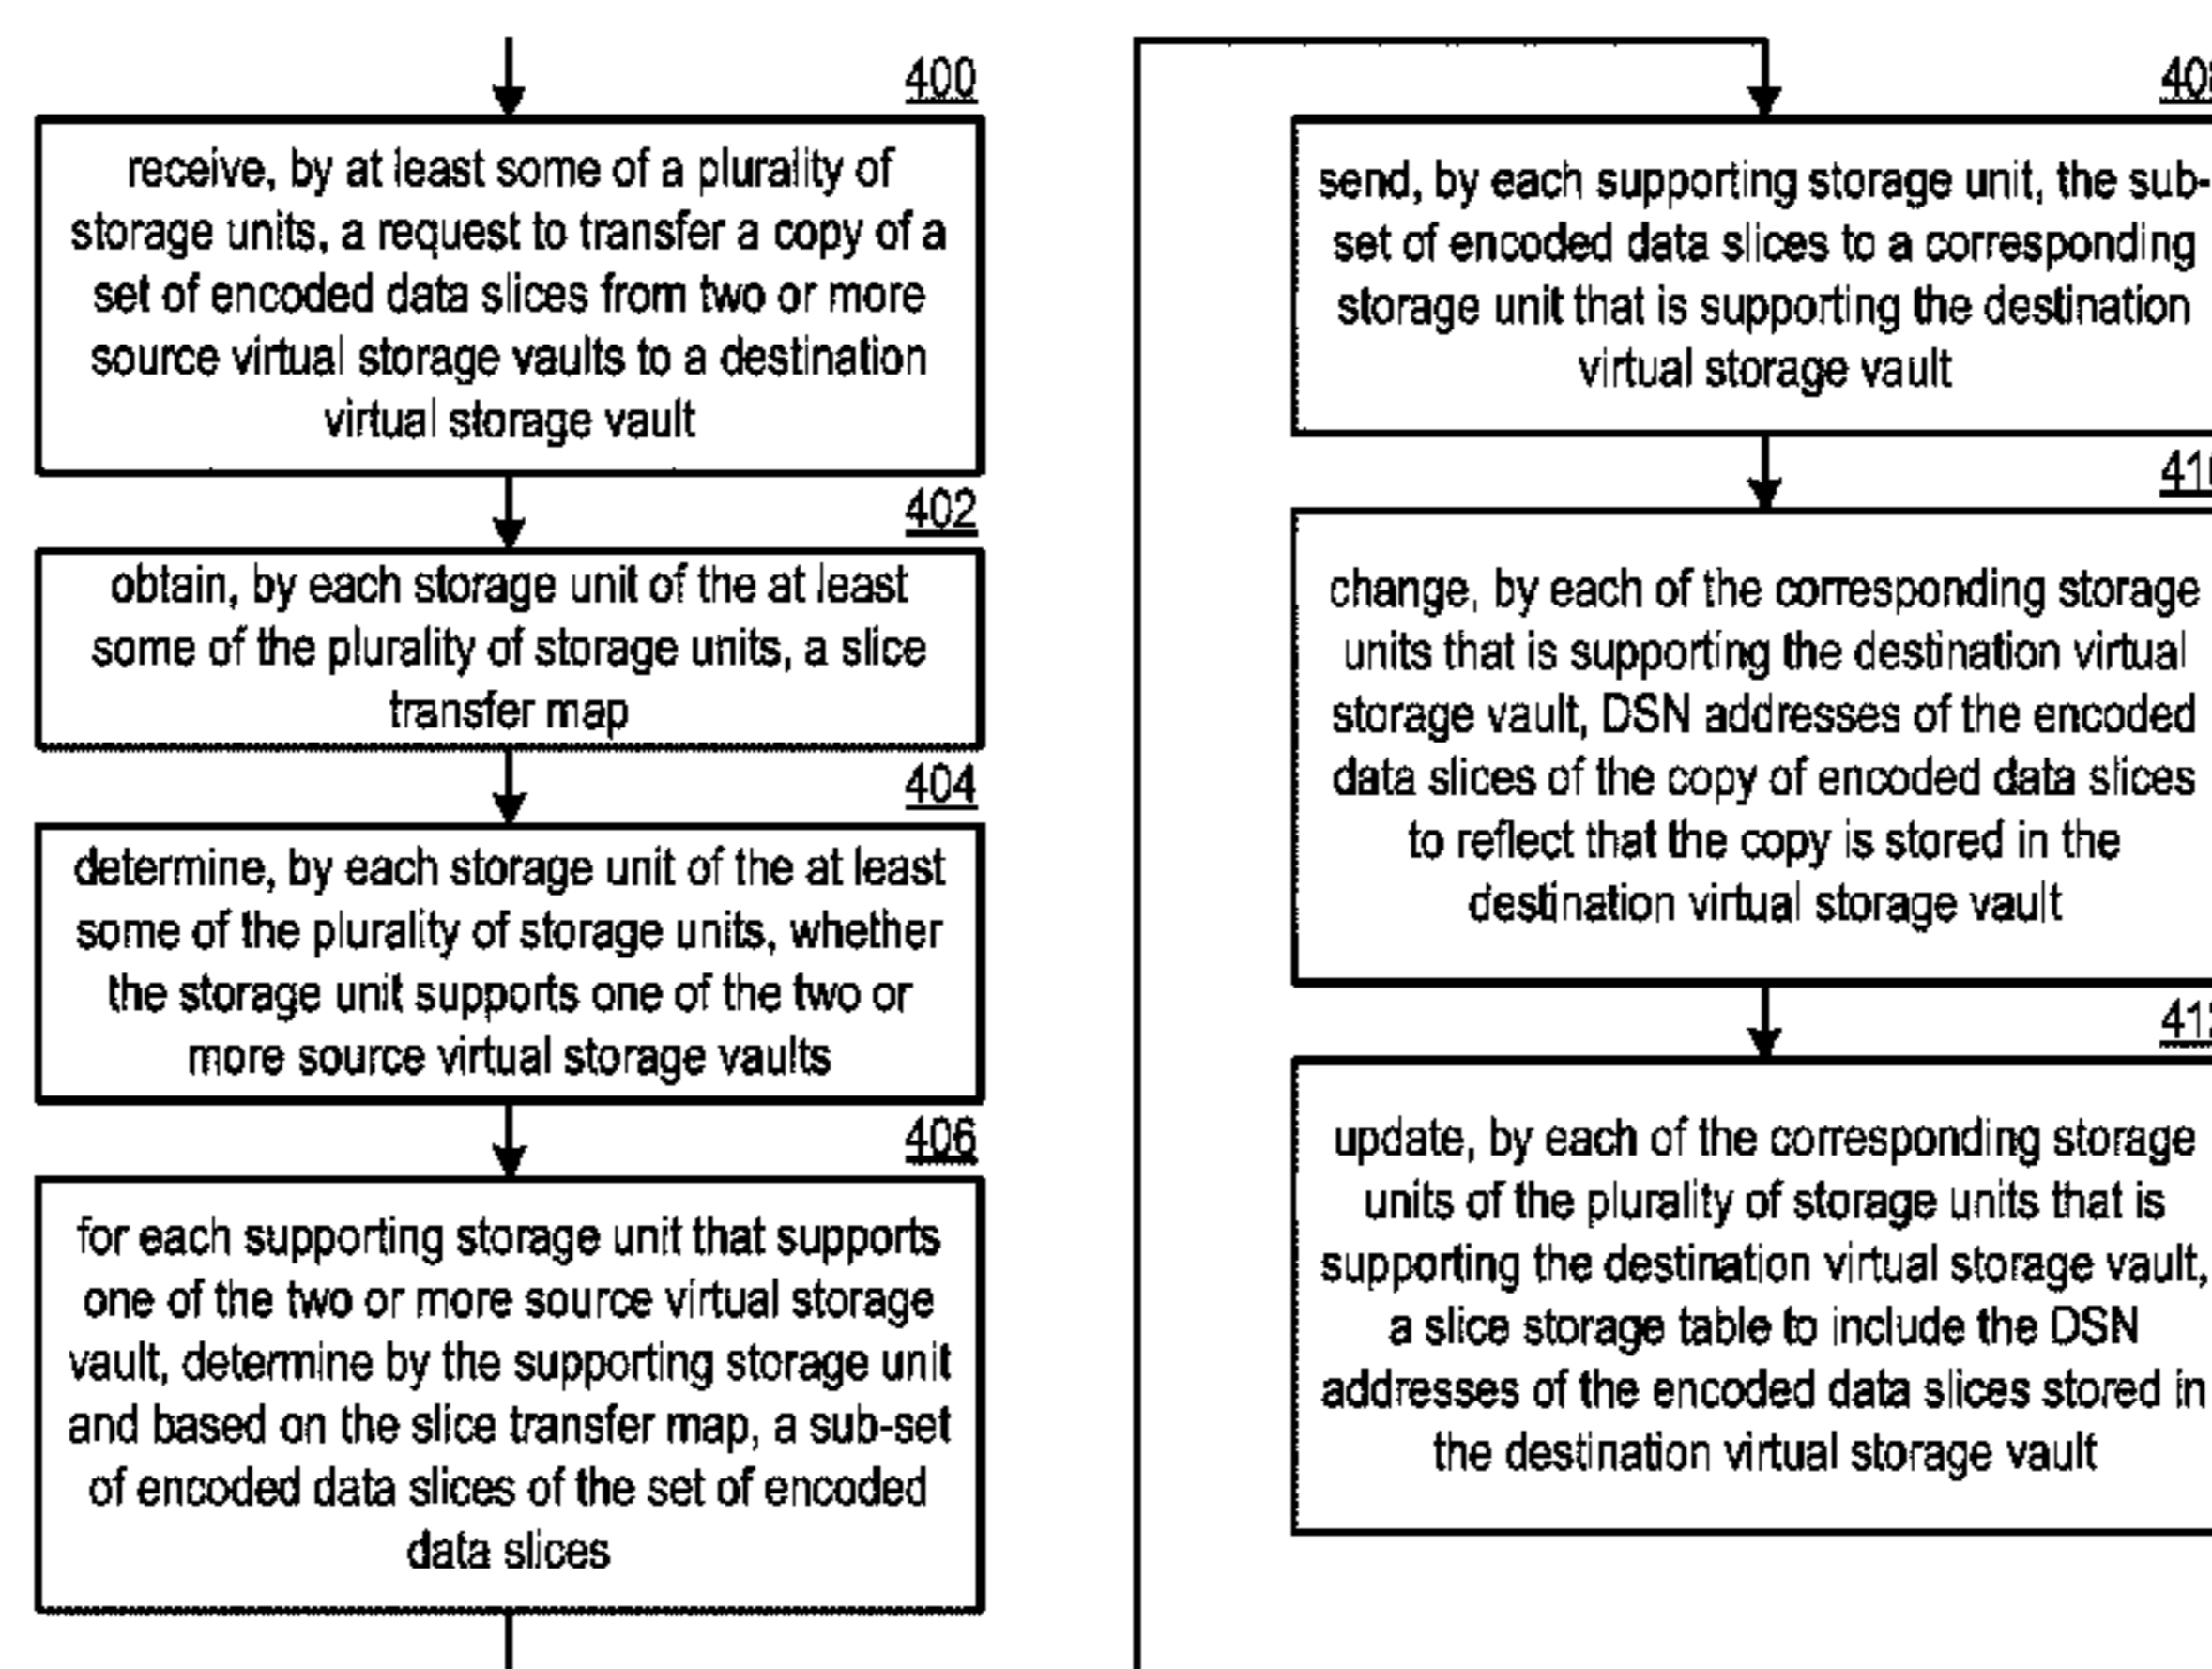 400
receive, by at least some of a plurality of
storage units, a request to transfer a copy of a
set of encoded data slices from two or more
source virtual storage vaults to a destination
virtual storage vault
402
obtain, by each storage unit of the at least
some of the plurality of storage units, a slice
transfer map
404
determine, by each storage unit of the at least
some of the plurality of storage units, whether
the storage unit supports one of the two or
more source virtual storage vaults
406
for each supporting storage unit that supports
one of the two or more source virtual storage
vault, determine by the supporting storage unit
and based on the slice transfer map, a sub-set
of encoded data slices of the set of encoded
data slices
send, by each supporting storage unit, the sub-
set of encoded data slices to a corresponding
storage unit that is supporting the destination
virtual storage vault
change, by each of the corresponding storage
units that is supporting the destination virtual
storage vault, DSN addresses of the encoded
data slices of the copy of encoded data slices
to reflect that the copy is stored in the
destination virtual storage vault
update, by each of the corresponding storage
units of the plurality of storage units that is
supporting the destination virtual storage vault,
a slice storage table to include the DSN
addresses of the encoded data slices stored in
the destination virtual storage vault